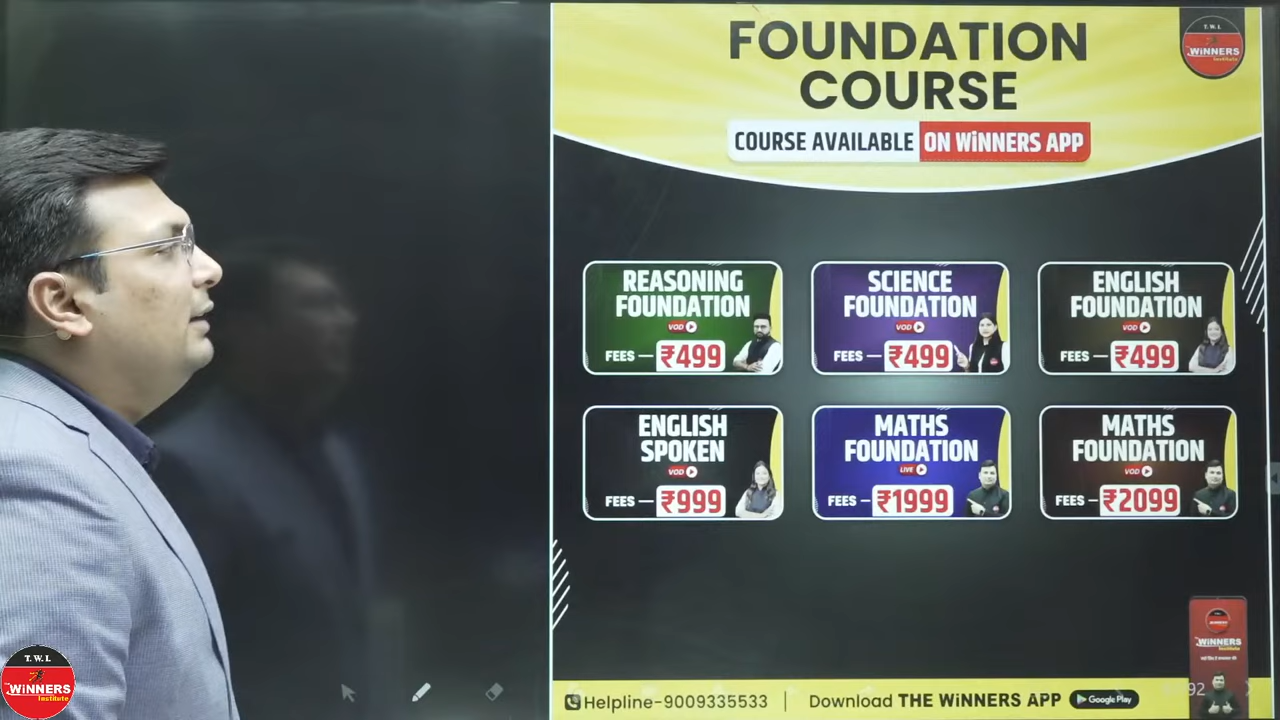 FOUNDATION
COURSE
T.W.I.
WiNNERS
Institute
COURSE AVAILABLE ON WiNNERS APP
REASONING
FOUNDATION
VOD
FEES — ₹499
SCIENCE
FOUNDATION
VOD
FEES — ₹499
ENGLISH
FOUNDATION
VOD
FEES — ₹499
ENGLISH
SPOKEN
VOD
FEES — ₹999
MATHS
FOUNDATION
LIVE
FEES — ₹1999
MATHS
FOUNDATION
VOD
FEES — ₹2099
WiNNERS
T.W.I.
WiNNERS
Institute
Helpline-9009335533 | Download THE WiNNERS APP Google Play